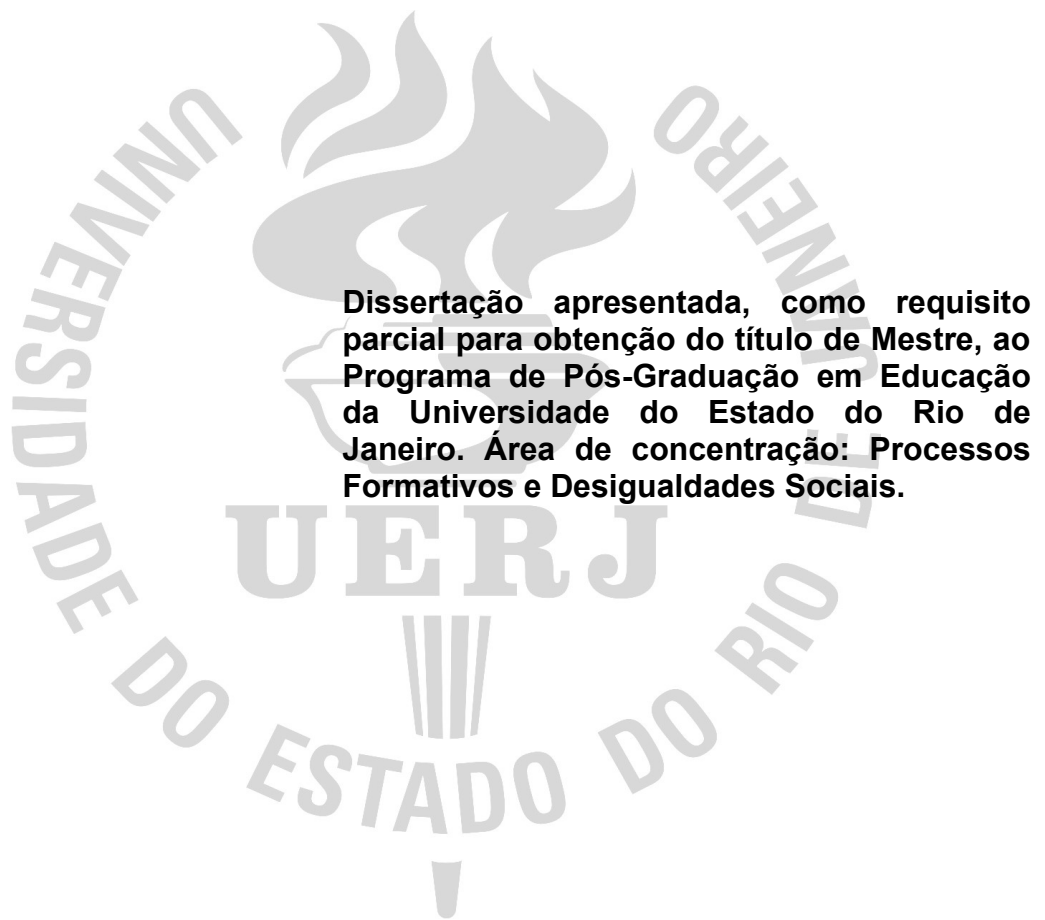 Dissertação apresentada, como requisito
parcial para obtenção do título de Mestre, ao
Programa de Pós-Graduação em Educação
da Universidade do Estado do Rio de
Janeiro. Área de concentração: Processos
Formativos e Desigualdades Sociais.
UERJ
UNIVERSIDADE DO ESTADO DO RIO DE JANEIRO